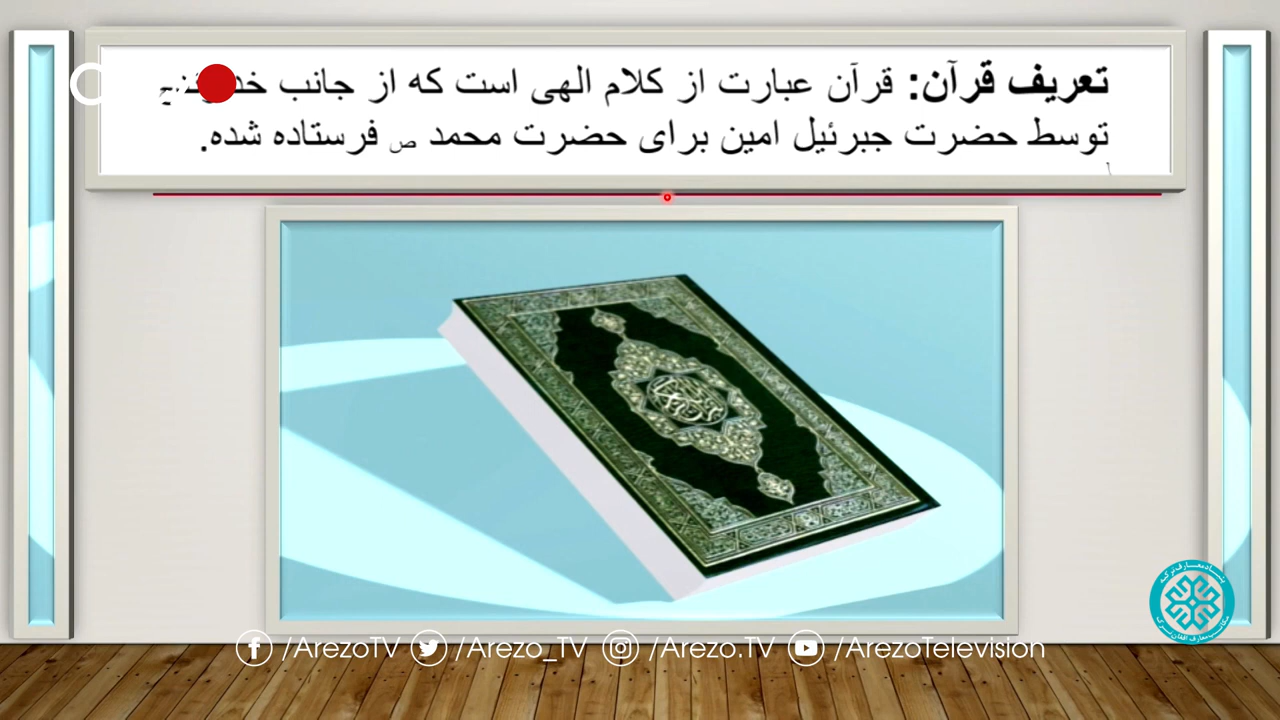 تعریف قرآن: قرآن عبارت از کلام الهی است که از جانب
توسط حضرت جبرئیل امین برای حضرت محمد ص فرستاده شده.
/ArezoTV /Arezo_TV /Arezo.TV /ArezoTelevision